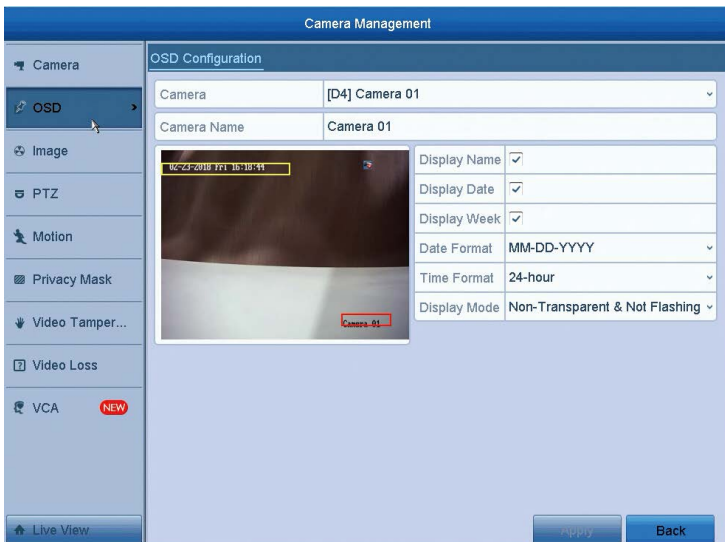 Camera Management
Camera
OSD
Image
PTZ
Motion
Privacy Mask
Video Tamper...
Video Loss
VCA NEW
Live View
OSD Configuration
Camera [D4] Camera 01
Camera Name Camera 01
02-23-2018 Fri 16:18:44
Camera 01
Display Name
Display Date
Display Week
Date Format MM-DD-YYYY
Time Format 24-hour
Display Mode Non-Transparent & Not Flashing
Apply
Back